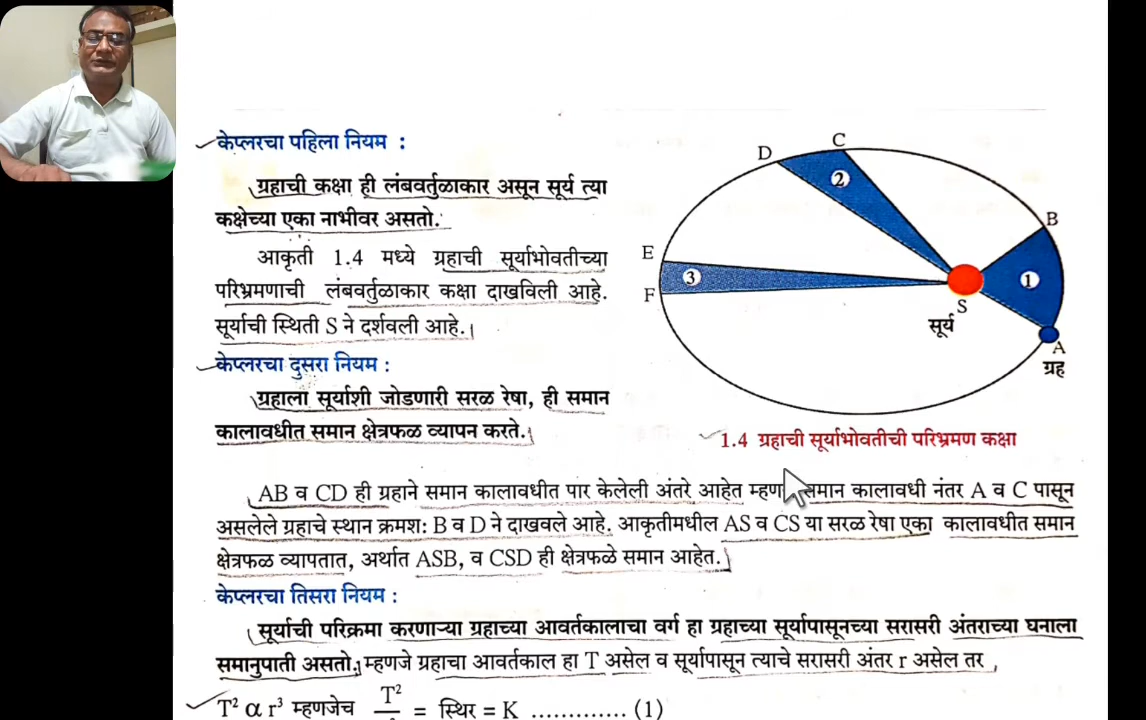 केप्लरचा पहिला नियम :
ग्रहाची कक्षा ही लंबवर्तुळाकार असून सूर्य त्या
कक्षेच्या एका नाभीवर असतो.
आकृती 1.4 मध्ये ग्रहाची सूर्याभोवतीच्या
परिभ्रमणाची लंबवर्तुळाकार कक्षा दाखविली आहे.
सूर्याची स्थिती S ने दर्शवली आहे.
केप्लरचा दुसरा नियम :
ग्रहाला सूर्याशी जोडणारी सरळ रेषा, ही समान
कालावधीत समान क्षेत्रफळ व्यापन करते.
D
C
B
E
F
2
3
1
S
सूर्य
A
ग्रह
1.4 ग्रहाची सूर्याभोवतीची परिभ्रमण कक्षा
AB व CD ही ग्रहाने समान कालावधीत पार केलेली अंतरे आहेत समान कालावधी नंतर A व C पासून
असलेले ग्रहाचे स्थान क्रमश: B व D ने दाखवले आहे. आकृतीमधील AS व CS या सरळ रेषा एका कालावधीत समान
क्षेत्रफळ व्यापतात, अर्थात ASB, व CSD ही क्षेत्रफळे समान आहेत.
केप्लरचा तिसरा नियम :
सूर्याची परिक्रमा करणाऱ्या ग्रहाच्या आवर्तकालाचा वर्ग हा ग्रहाच्या सूर्यापासूनच्या सरासरी अंतराच्या घनाला
समानुपाती असतो. म्हणजे ग्रहाचा आवर्तकाल हा T असेल व सूर्यापासून त्याचे सरासरी अंतर r असेल तर
T² α r³ म्हणजेच T² = स्थिर = K ............. (1)